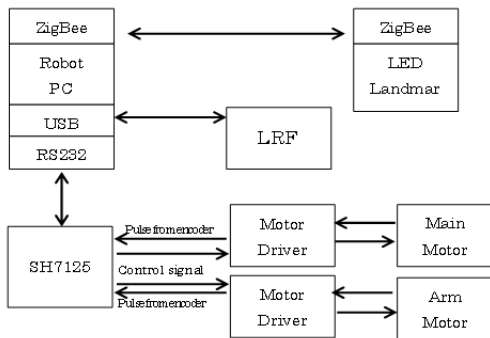 ZigBee
Robot
PC
USB
RS232
ZigBee
LED
Landmar
LRF
SH7125
Pulsefromencoder
Control signal
Pulsefromencoder
Motor
Driver
Main
Motor
Motor
Driver
Arm
Motor